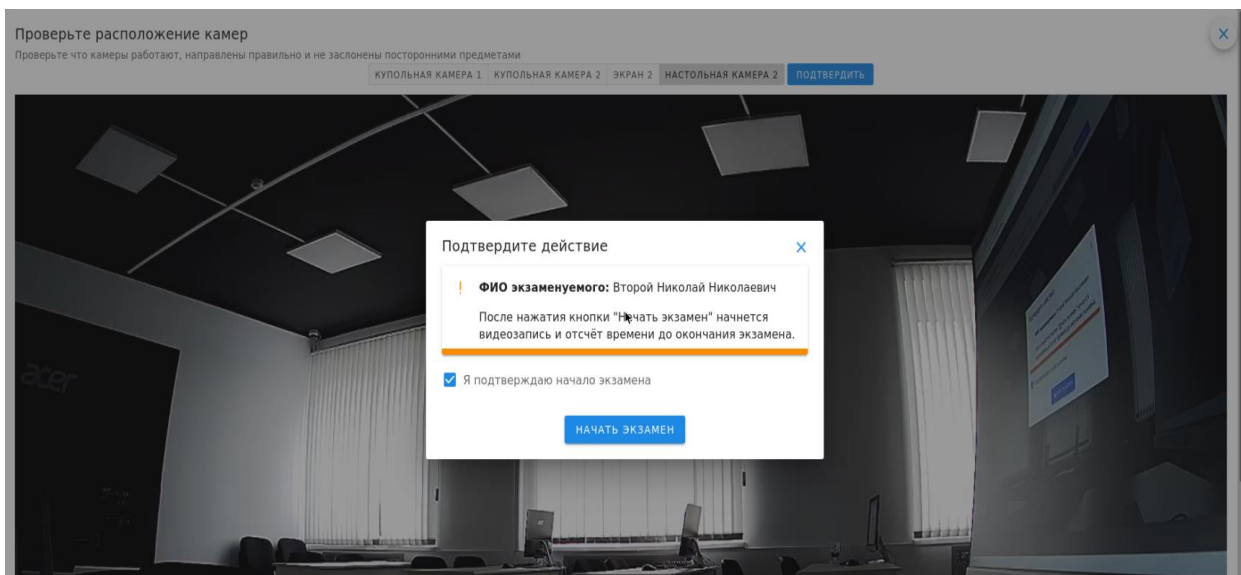 Проверьте расположение камер
Проверьте что камеры работают, направлены правильно и не заслонены посторонними предметами
КУПОЛЬНАЯ КАМЕРА 1 КУПОЛЬНАЯ КАМЕРА 2 ЭКРАН 2 НАСТОЛЬНАЯ КАМЕРА 2 ПОДТВЕРДИТЬ
Подтвердите действие
! ФИО экзаменуемого: Второй Николай Николаевич
После нажатия кнопки "Начать экзамен" начнется
видеозапись и отсчёт времени до окончания экзамена.
Я подтверждаю начало экзамена
НАЧАТЬ ЭКЗАМЕН
acer